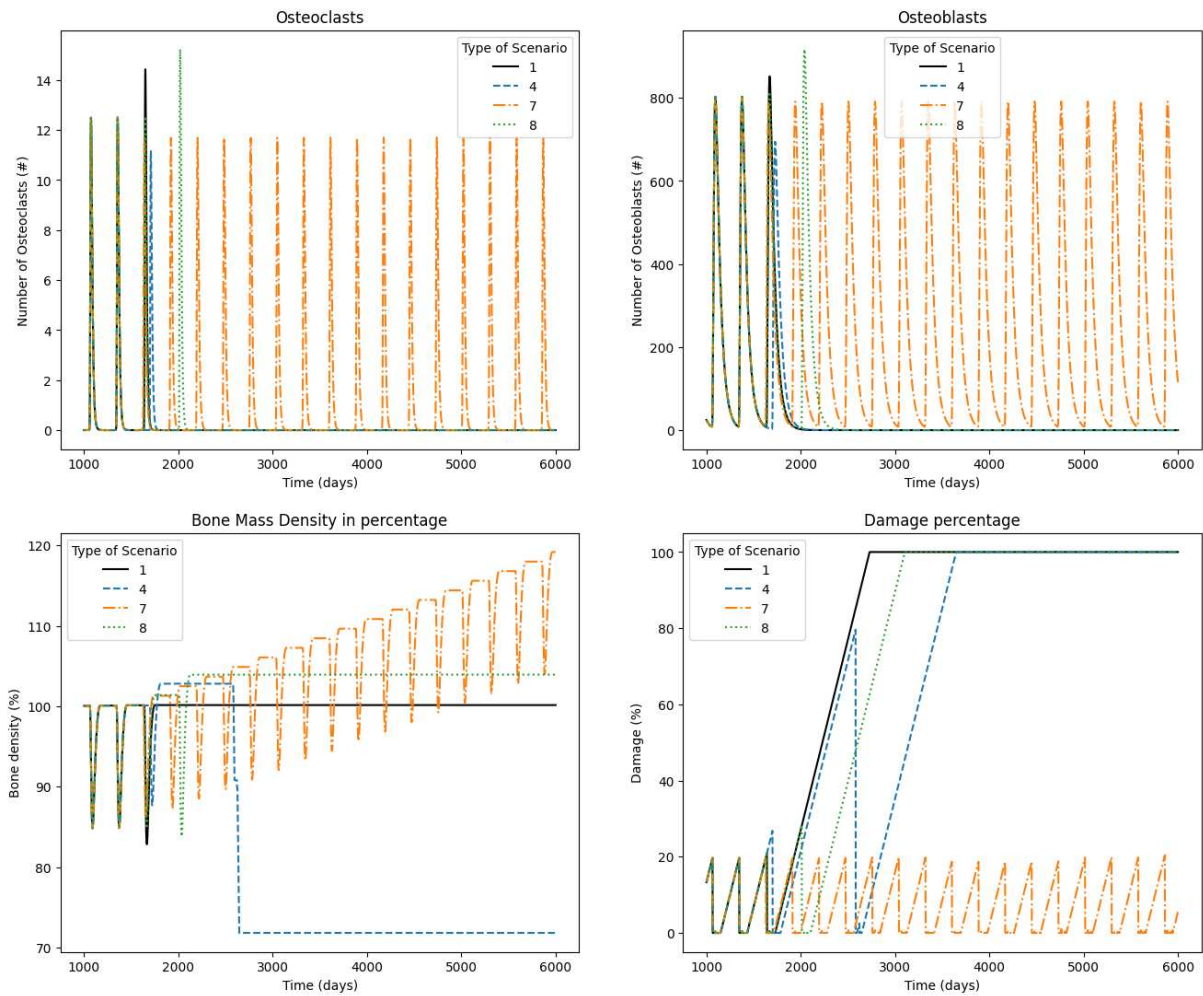 Osteoclasts
Type of Scenario
1
4
7
8
Number of Osteoclasts (#)
14
12
10
8
6
4
2
0
1000 2000 3000 4000 5000 6000
Time (days)
Osteoblasts
Type of Scenario
1
4
7
8
Number of Osteoblasts (#)
800
600
400
200
0
1000 2000 3000 4000 5000 6000
Time (days)
Bone Mass Density in percentage
Type of Scenario
1
4
7
8
Bone density (%)
120
110
100
90
80
70
1000 2000 3000 4000 5000 6000
Time (days)
Damage percentage
Type of Scenario
1
4
7
8
Damage (%)
100
80
60
40
20
0
1000 2000 3000 4000 5000 6000
Time (days)